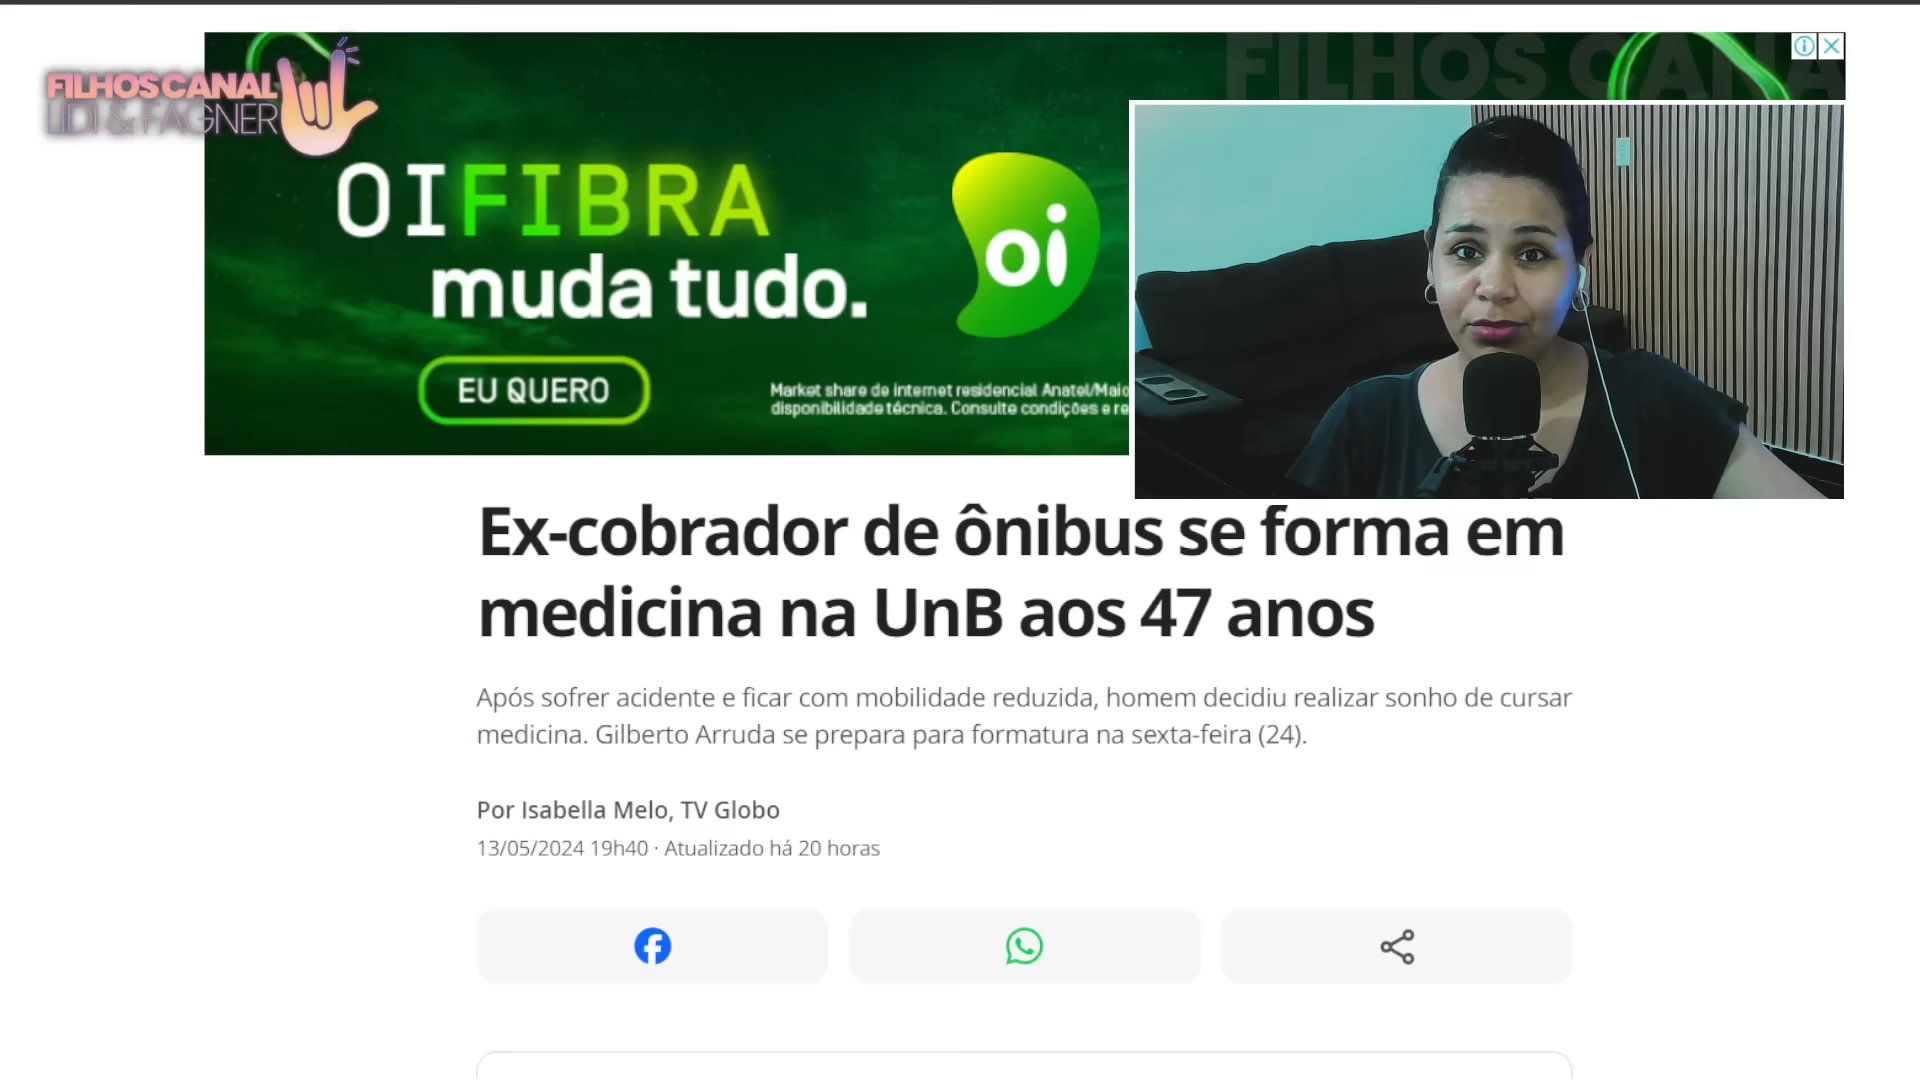 FILHOS CANAL
LIDI & FAGNER
FILHOS CANA
OIFIBRA
muda tudo.
oi
EU QUERO
Market share de internet residencial Anatel/Maio
disponibilidade técnica. Consulte condições e re
Ex-cobrador de ônibus se forma em
medicina na UnB aos 47 anos
Após sofrer acidente e ficar com mobilidade reduzida, homem decidiu realizar sonho de cursar
medicina. Gilberto Arruda se prepara para formatura na sexta-feira (24).
Por Isabella Melo, TV Globo
13/05/2024 19h40 · Atualizado há 20 horas